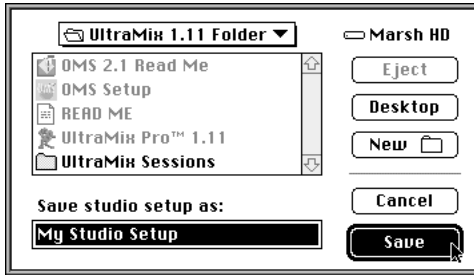 UltraMix 1.11 Folder
Marsh HD
OMS 2.1 Read Me
OMS Setup
READ ME
UltraMix Pro™ 1.11
UltraMix Sessions
Eject
Desktop
New
Save studio setup as:
My Studio Setup
Cancel
Save